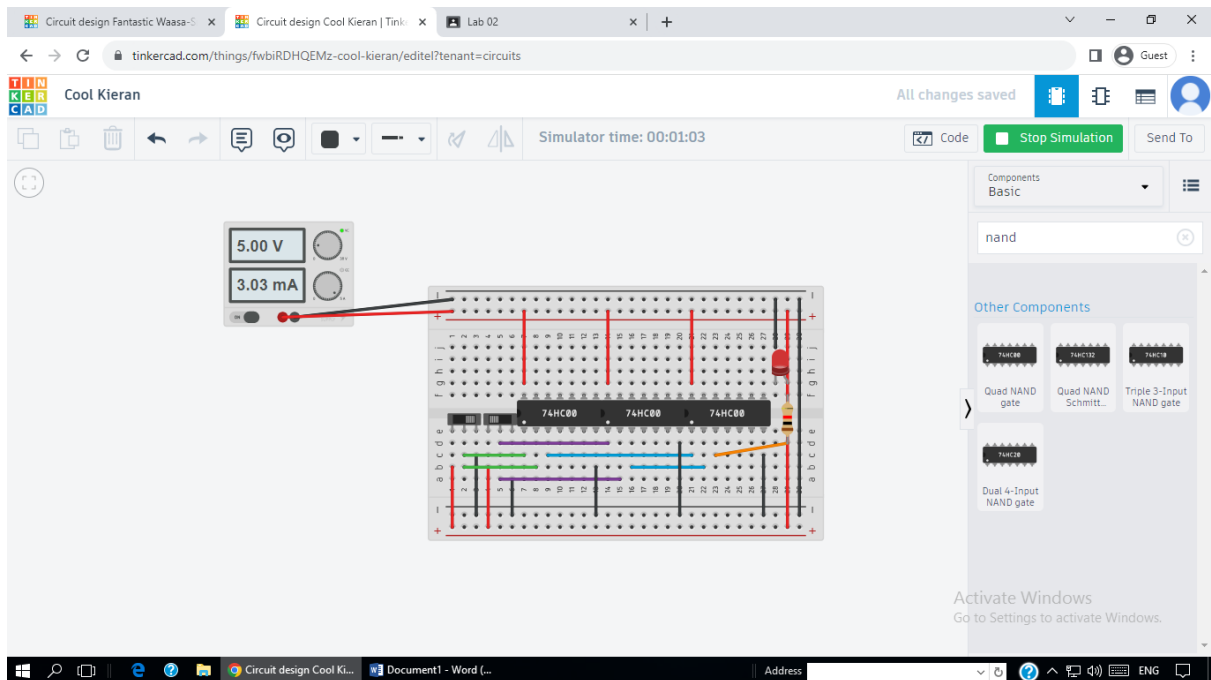 Circuit design Fantastic Waasa-S
Circuit design Cool Kieran | Tink
Lab 02
tinkercad.com/things/fwbiRDHQEMz-cool-kieran/editel?tenant=circuits
Guest
TIN
KER
CAD
Cool Kieran
All changes saved
Simulator time: 00:01:03
Code
Stop Simulation
Send To
Components
Basic
nand
Other Components
74HC00
Quad NAND
gate
74HC132
Quad NAND
Schmitt...
74HC10
Triple 3-Input
NAND gate
74HC20
Dual 4-Input
NAND gate
5.00 V
3.03 mA
74HC00 74HC00 74HC00
Activate Windows
Go to Settings to activate Windows.
Circuit design Cool Ki...
Document1 - Word (...
Address
ENG